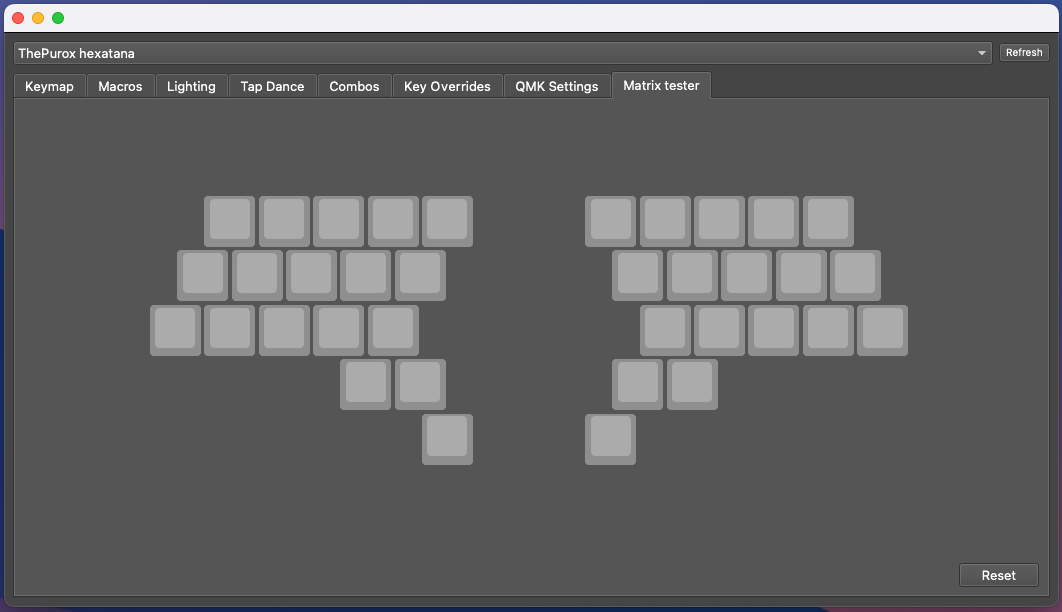 ThePurox hexatana
Refresh
Keymap Macros Lighting Tap Dance Combos Key Overrides QMK Settings Matrix tester
Reset